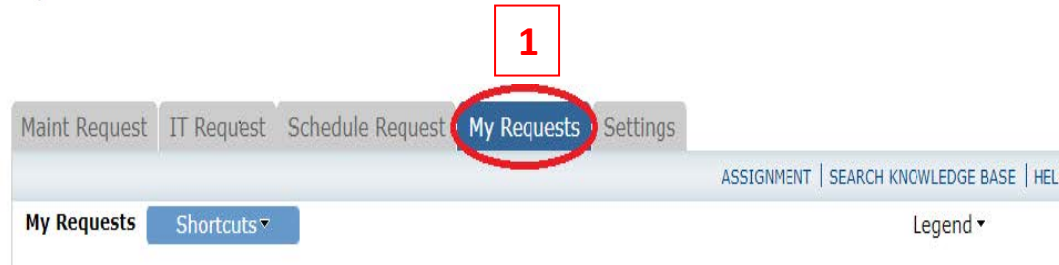 1
Maint Request IT Request Schedule Request My Requests Settings
ASSIGNMENT | SEARCH KNOWLEDGE BASE | HEL
My Requests Shortcuts Legend